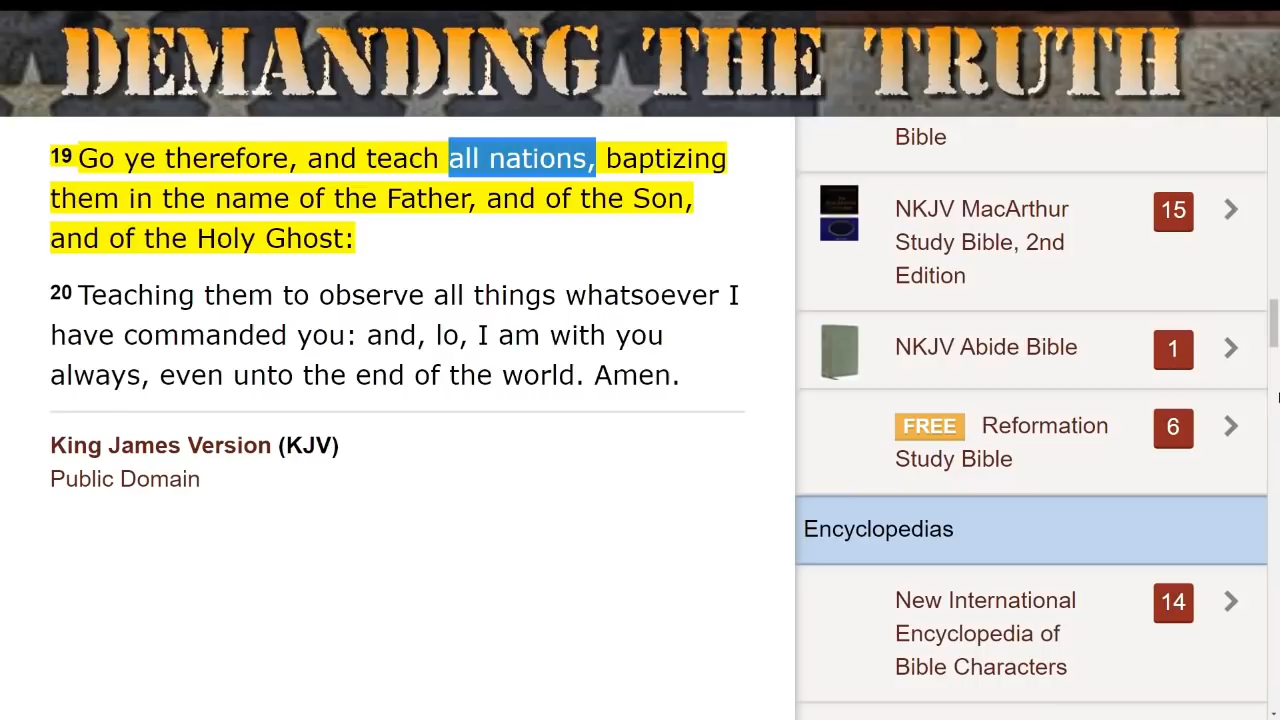 DEMANDING THE TRUTH
19 Go ye therefore, and teach all nations, baptizing
them in the name of the Father, and of the Son,
and of the Holy Ghost:
20 Teaching them to observe all things whatsoever I
have commanded you: and, lo, I am with you
always, even unto the end of the world. Amen.
King James Version (KJV)
Public Domain
Bible
NKJV MacArthur 15
Study Bible, 2nd
Edition
NKJV Abide Bible 1
FREE Reformation 6
Study Bible
Encyclopedias
New International 14
Encyclopedia of
Bible Characters